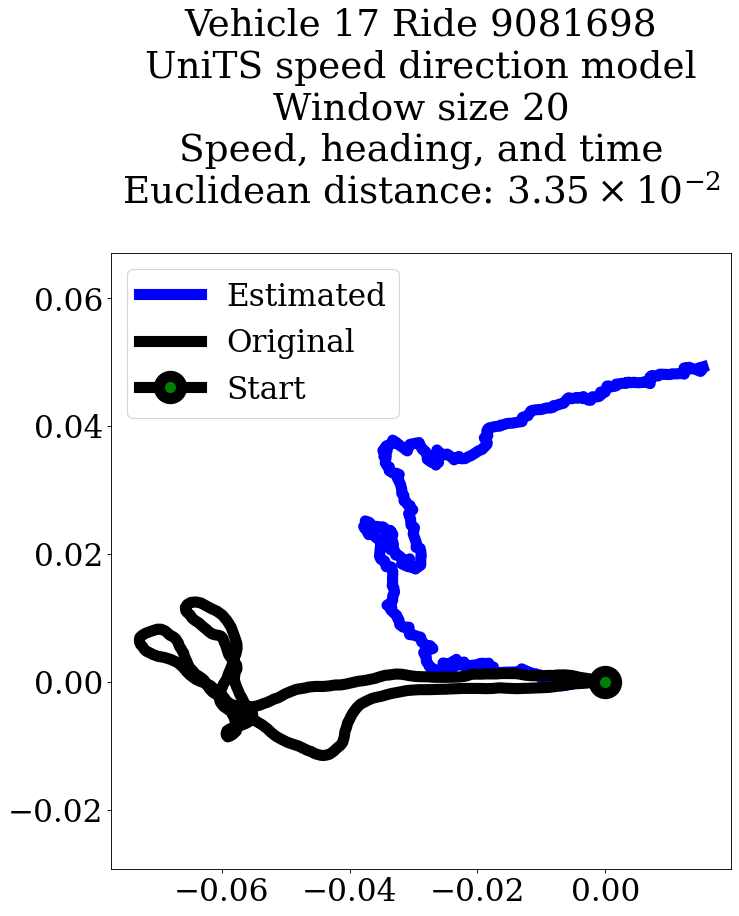 Vehicle 17 Ride 9081698
UniTS speed direction model
Window size 20
Speed, heading, and time
Euclidean distance: 3.35 × 10⁻²
Estimated
Original
Start
0.06
0.04
0.02
0.00
−0.02
−0.06 −0.04 −0.02 0.00